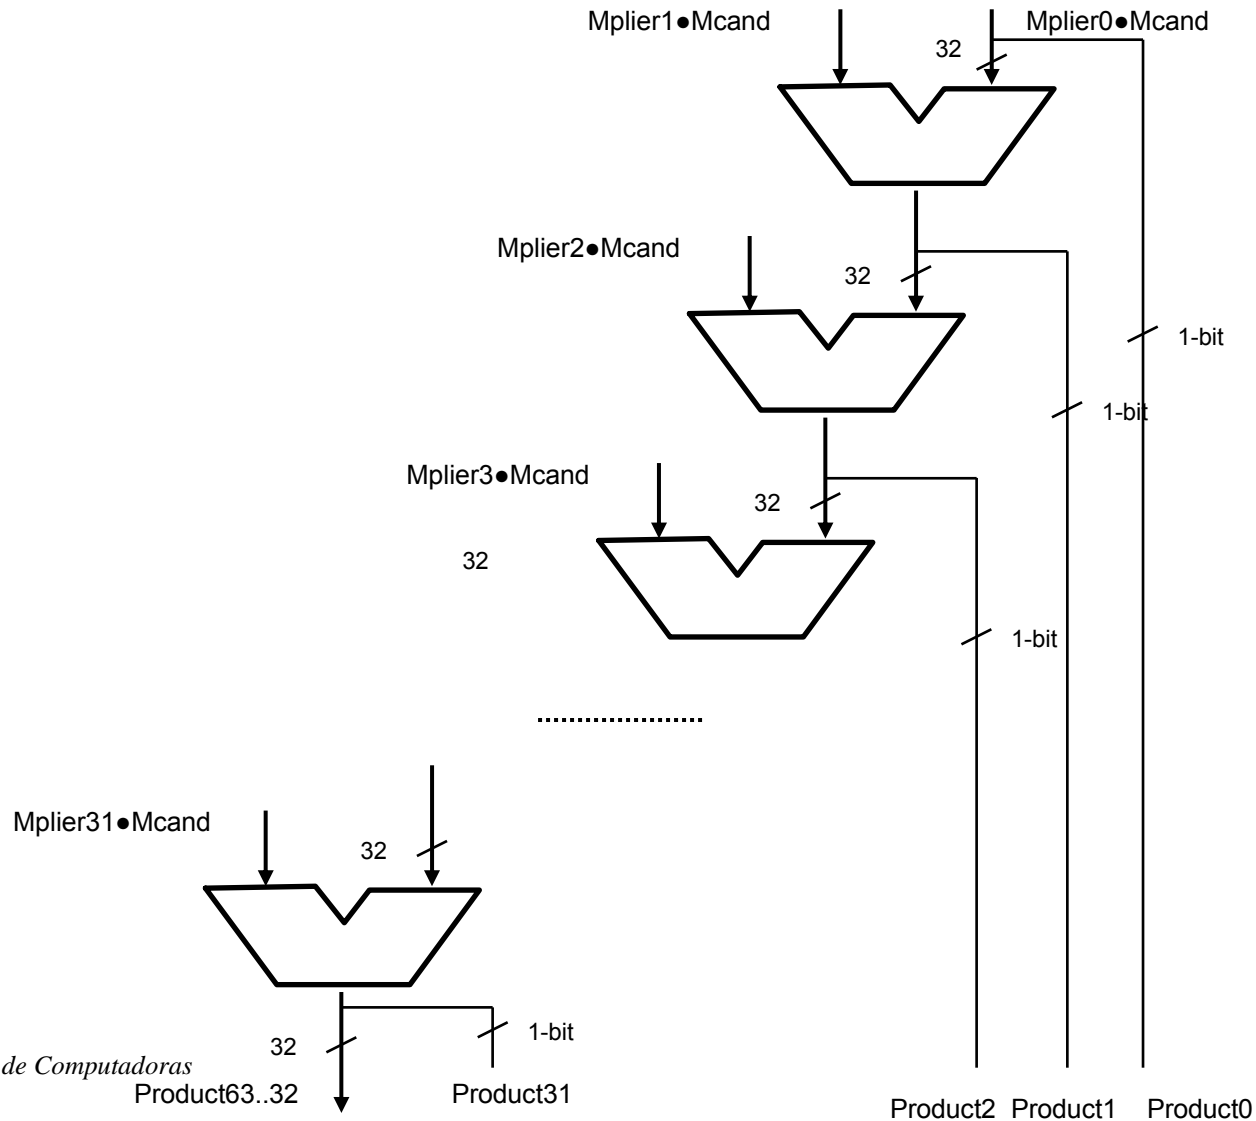 Mplier1●Mcand
Mplier0●Mcand
32
Mplier2●Mcand
32
1-bit
1-bit
Mplier3●Mcand
32
32
1-bit
Mplier31●Mcand
32
1-bit
32
de Computadoras
Product63..32
Product31
Product2
Product1
Product0